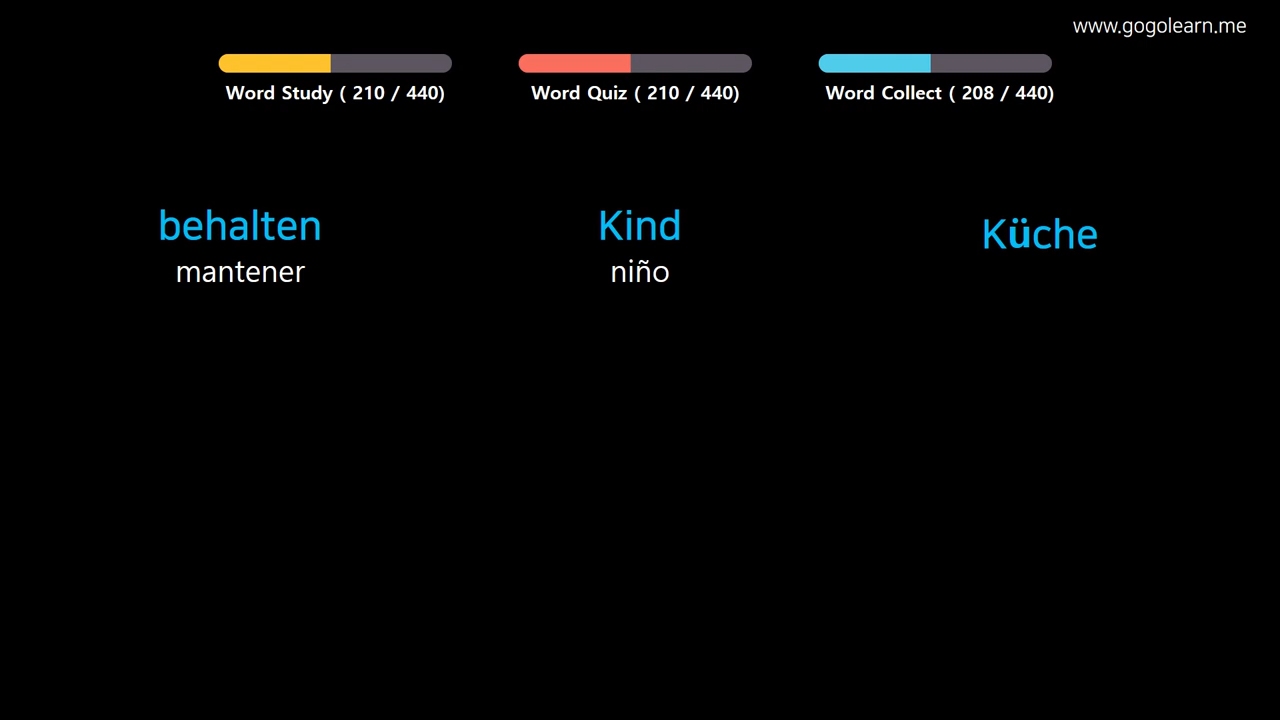 www.gogolearn.me
Word Study ( 210 / 440)
Word Quiz ( 210 / 440)
Word Collect ( 208 / 440)
behalten
mantener
Kind
niño
Küche